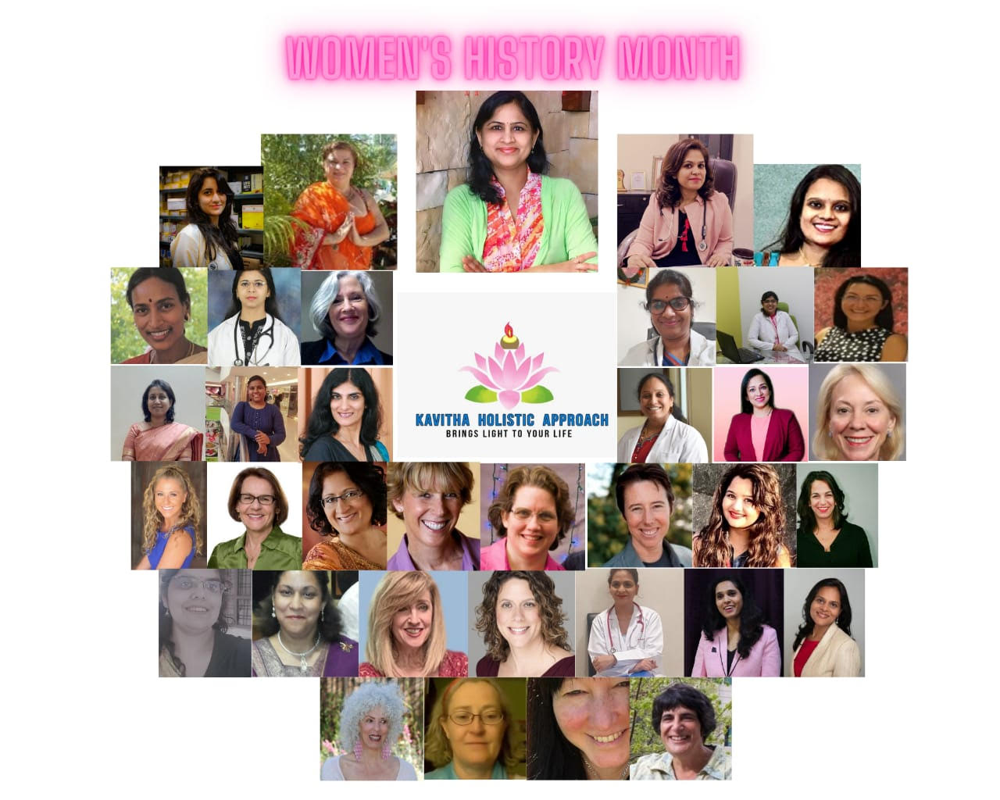 WOMEN'S HISTORY MONTH
KAVITHA HOLISTIC APPROACH
BRINGS LIGHT TO YOUR LIFE